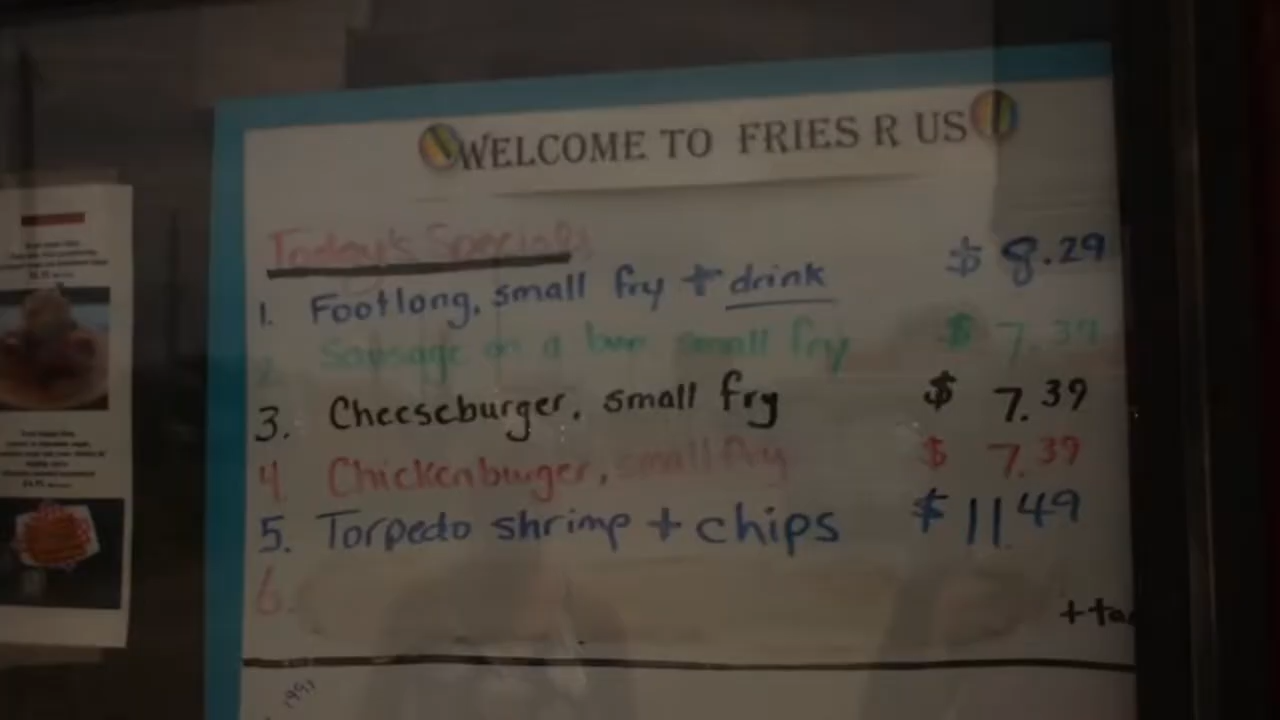 WELCOME TO FRIES R US
Today's Specials
1. Footlong, small fry + drink $ 8.29
2. Sausage on a bun small fry $ 7.39
3. Cheeseburger, small fry $ 7.39
4. Chickenburger, small fry $ 7.39
5. Torpedo shrimp + chips $ 11.49
6.